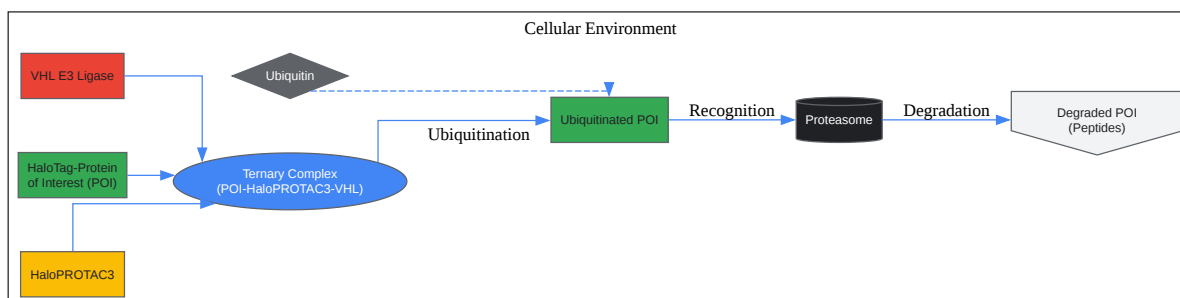 Cellular Environment
VHL E3 Ligase
Ubiquitin
Ubiquitinated POI
Recognition
Proteasome
Degradation
Degraded POI
(Peptides)
Ubiquitination
HaloTag-Protein
of Interest (POI)
Ternary Complex
(POI-HaloPROTAC3-VHL)
HaloPROTAC3